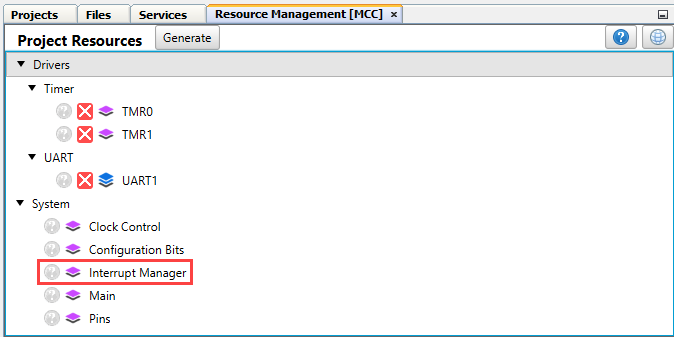 Projects Files Services Resource Management [MCC] ×
Project Resources Generate ?
Drivers
Timer
? TMR0
? TMR1
UART
? UART1
System
? Clock Control
? Configuration Bits
? Interrupt Manager
? Main
? Pins